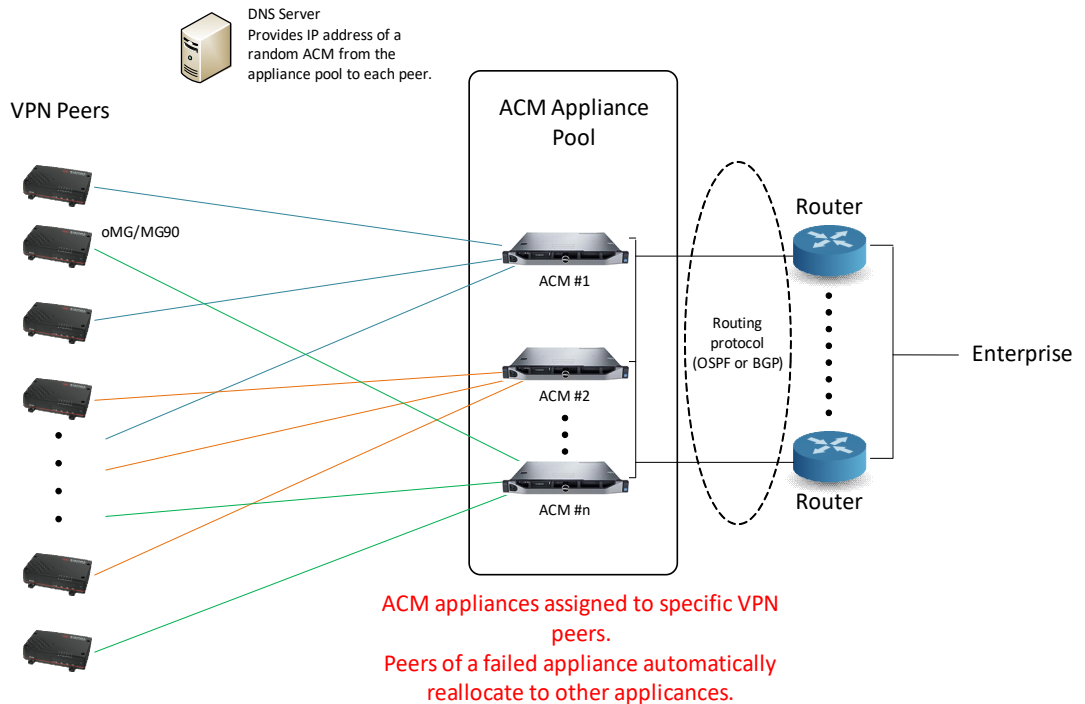 DNS Server
Provides IP address of a
random ACM from the
appliance pool to each peer.
VPN Peers
ACM Appliance
Pool
oMG/MG90
ACM #1
ACM #2
ACM #n
Router
Routing
protocol
(OSPF or BGP)
Enterprise
Router
ACM appliances assigned to specific VPN
peers.
Peers of a failed appliance automatically
reallocate to other applicances.